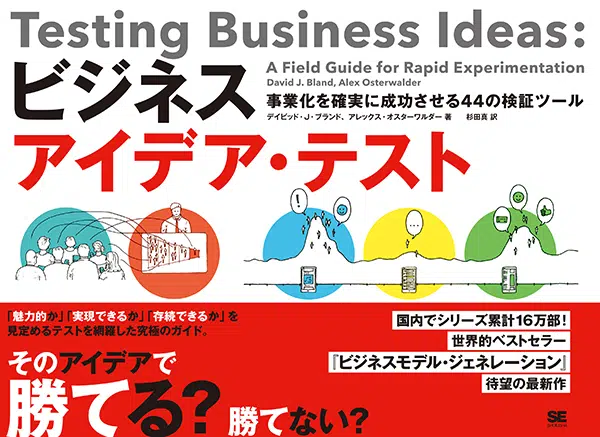 Testing Business Ideas:
A Field Guide for Rapid Experimentation
David J. Bland, Alex Osterwalder
ビジネス
事業化を確実に成功させる44の検証ツール
デイビッド・J・ブランド、アレックス・オスターワルダー 著 杉田真 訳
アイデア・テスト
「魅力的か」「実現できるか」「存続できるか」を
見定めるテストを網羅した究極のガイド。
そのアイデアで
勝てる? 勝てない?
国内でシリーズ累計16万部!
世界的ベストセラー
『ビジネスモデル・ジェネレーション』
待望の最新作
SE
SHOEISHA